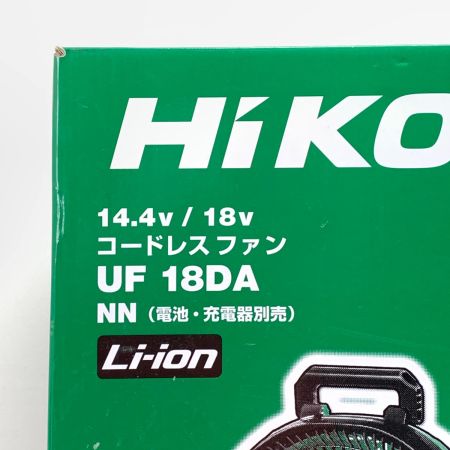 HiKO
14.4v / 18v
コードレスファン
UF 18DA
NN（電池・充電器別売）
Li-ion